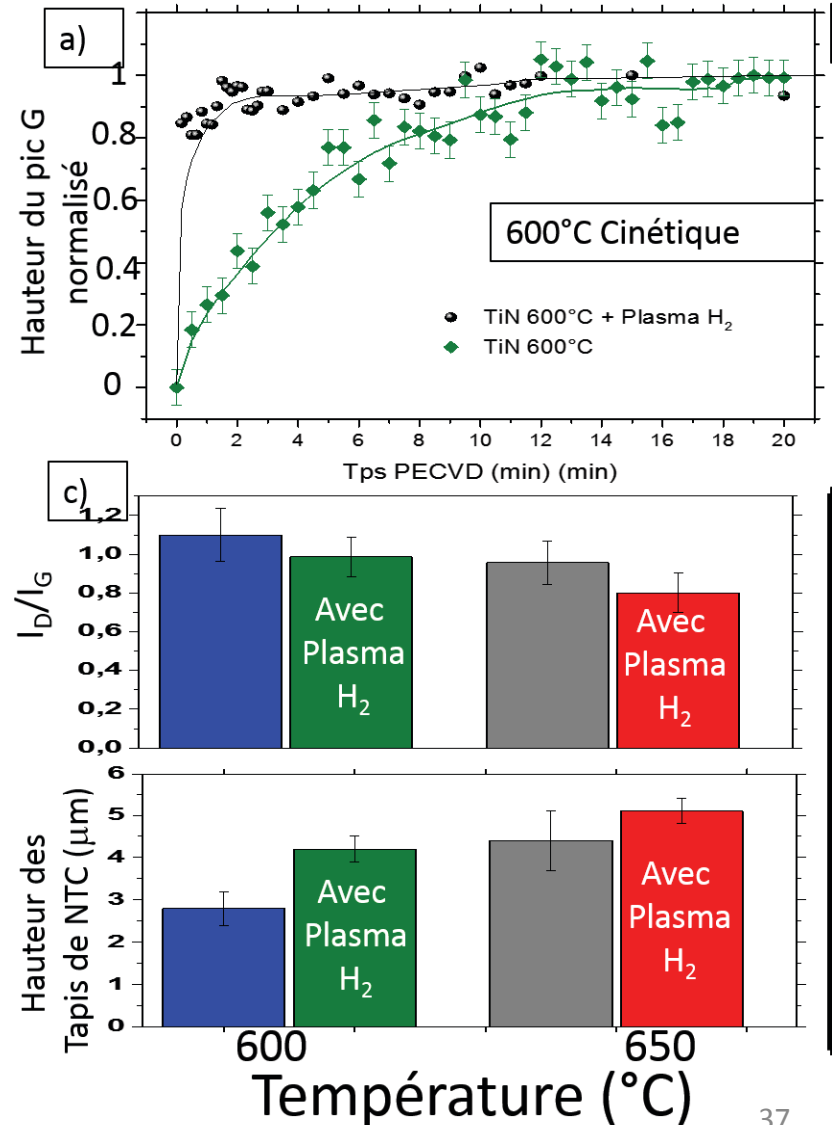 a)
1
0.8
0.6
0.4
0.2
0
Hauteur du pic G
normalisé
600°C Cinétique
TiN 600°C + Plasma H₂
TiN 600°C
0 2 4 6 8 10 12 14 16 18 20
Tps PECVD (min) (min)
c)
1,2
1,0
0,8
0,6
0,4
0,2
0,0
I_D/I_G
Avec
Plasma
H₂
Avec
Plasma
H₂
6
5
4
3
2
1
0
Hauteur des
Tapis de NTC (µm)
Avec
Plasma
H₂
Avec
Plasma
H₂
600 650
Température (°C)
37